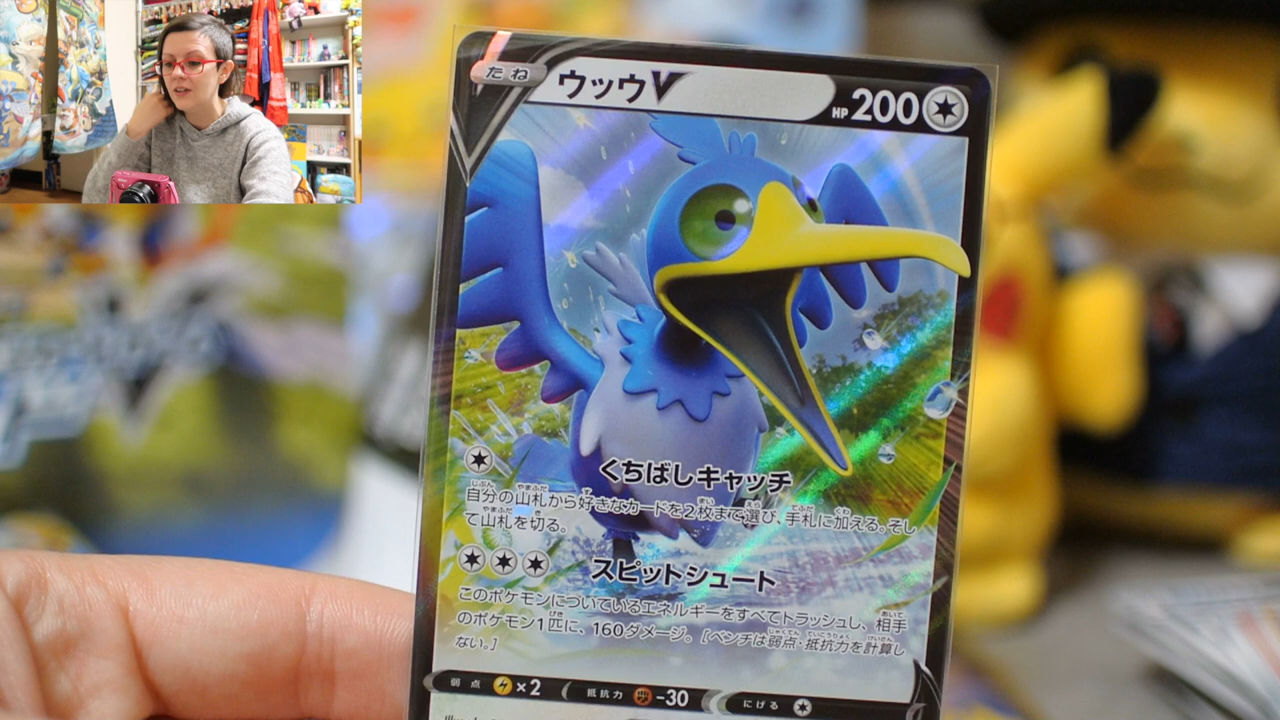 たね
ウッウV
HP 200
くちばしキャッチ
自分の山札から好きなカードを2枚まで選び、手札に加える。そし
て山札を切る。
スピットシュート
このポケモンについているエネルギーをすべてトラッシュし、相手
のポケモン1匹に、160ダメージ。[ベンチは弱点・抵抗力を計算し
ない。]
弱点 ×2 抵抗力 -30 にげる